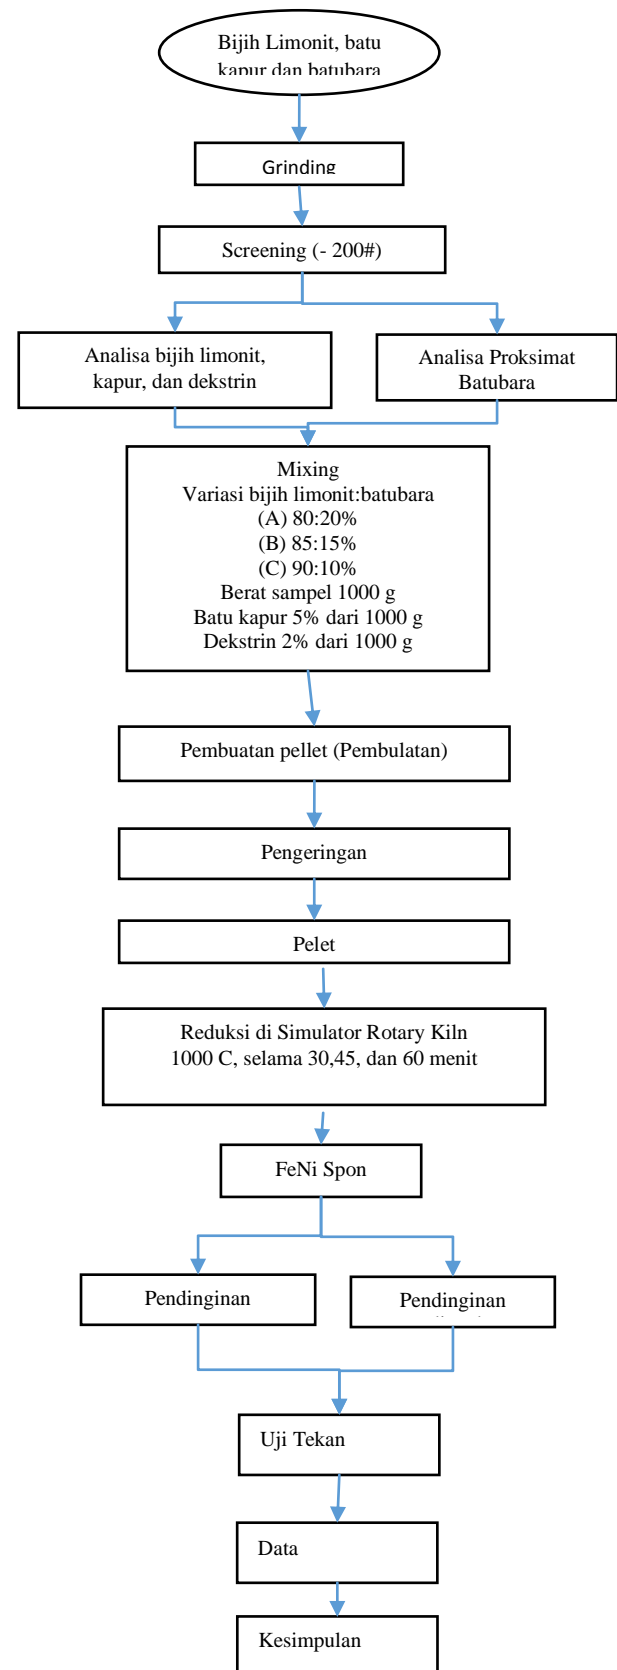 Bijih Limonit, batu
kapur dan batubara
Grinding
Screening (- 200#)
Analisa bijih limonit,
kapur, dan dekstrin
Analisa Proksimat
Batubara
Mixing
Variasi bijih limonit:batubara
(A) 80:20%
(B) 85:15%
(C) 90:10%
Berat sampel 1000 g
Batu kapur 5% dari 1000 g
Dekstrin 2% dari 1000 g
Pembuatan pellet (Pembulatan)
Pengeringan
Pelet
Reduksi di Simulator Rotary Kiln
1000 C, selama 30,45, dan 60 menit
FeNi Spon
Pendinginan
Pendinginan
Uji Tekan
Data
Kesimpulan